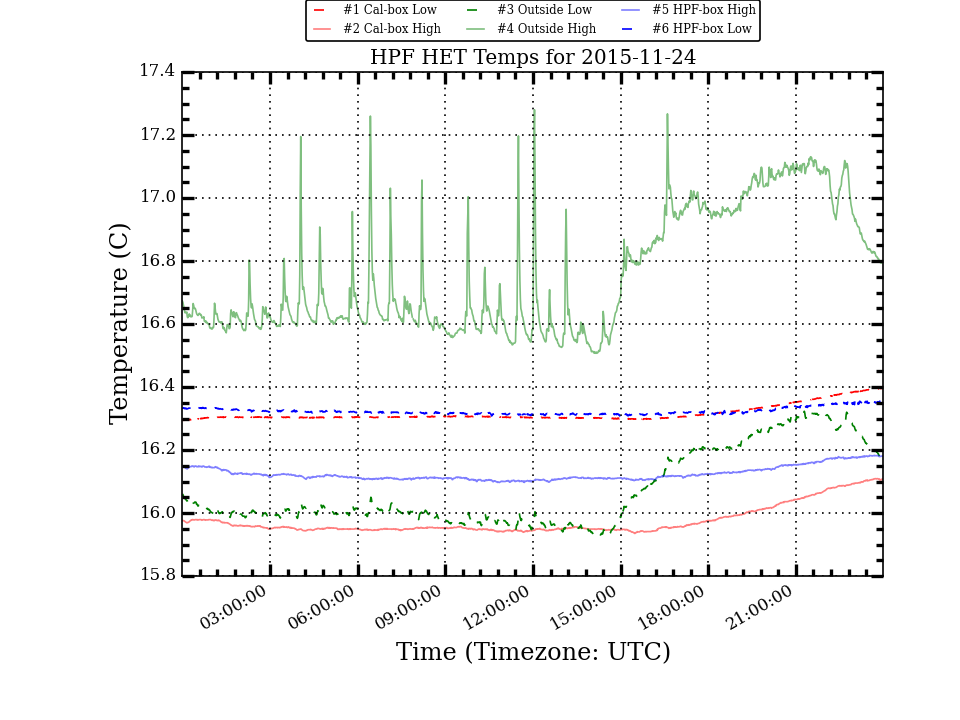 #1 Cal-box Low #3 Outside Low #5 HPF-box High
#2 Cal-box High #4 Outside High #6 HPF-box Low
HPF HET Temps for 2015-11-24
17.4
17.2
17.0
16.8
16.6
16.4
16.2
16.0
15.8
Temperature (C)
03:00:00 06:00:00 09:00:00 12:00:00 15:00:00 18:00:00 21:00:00
Time (Timezone: UTC)